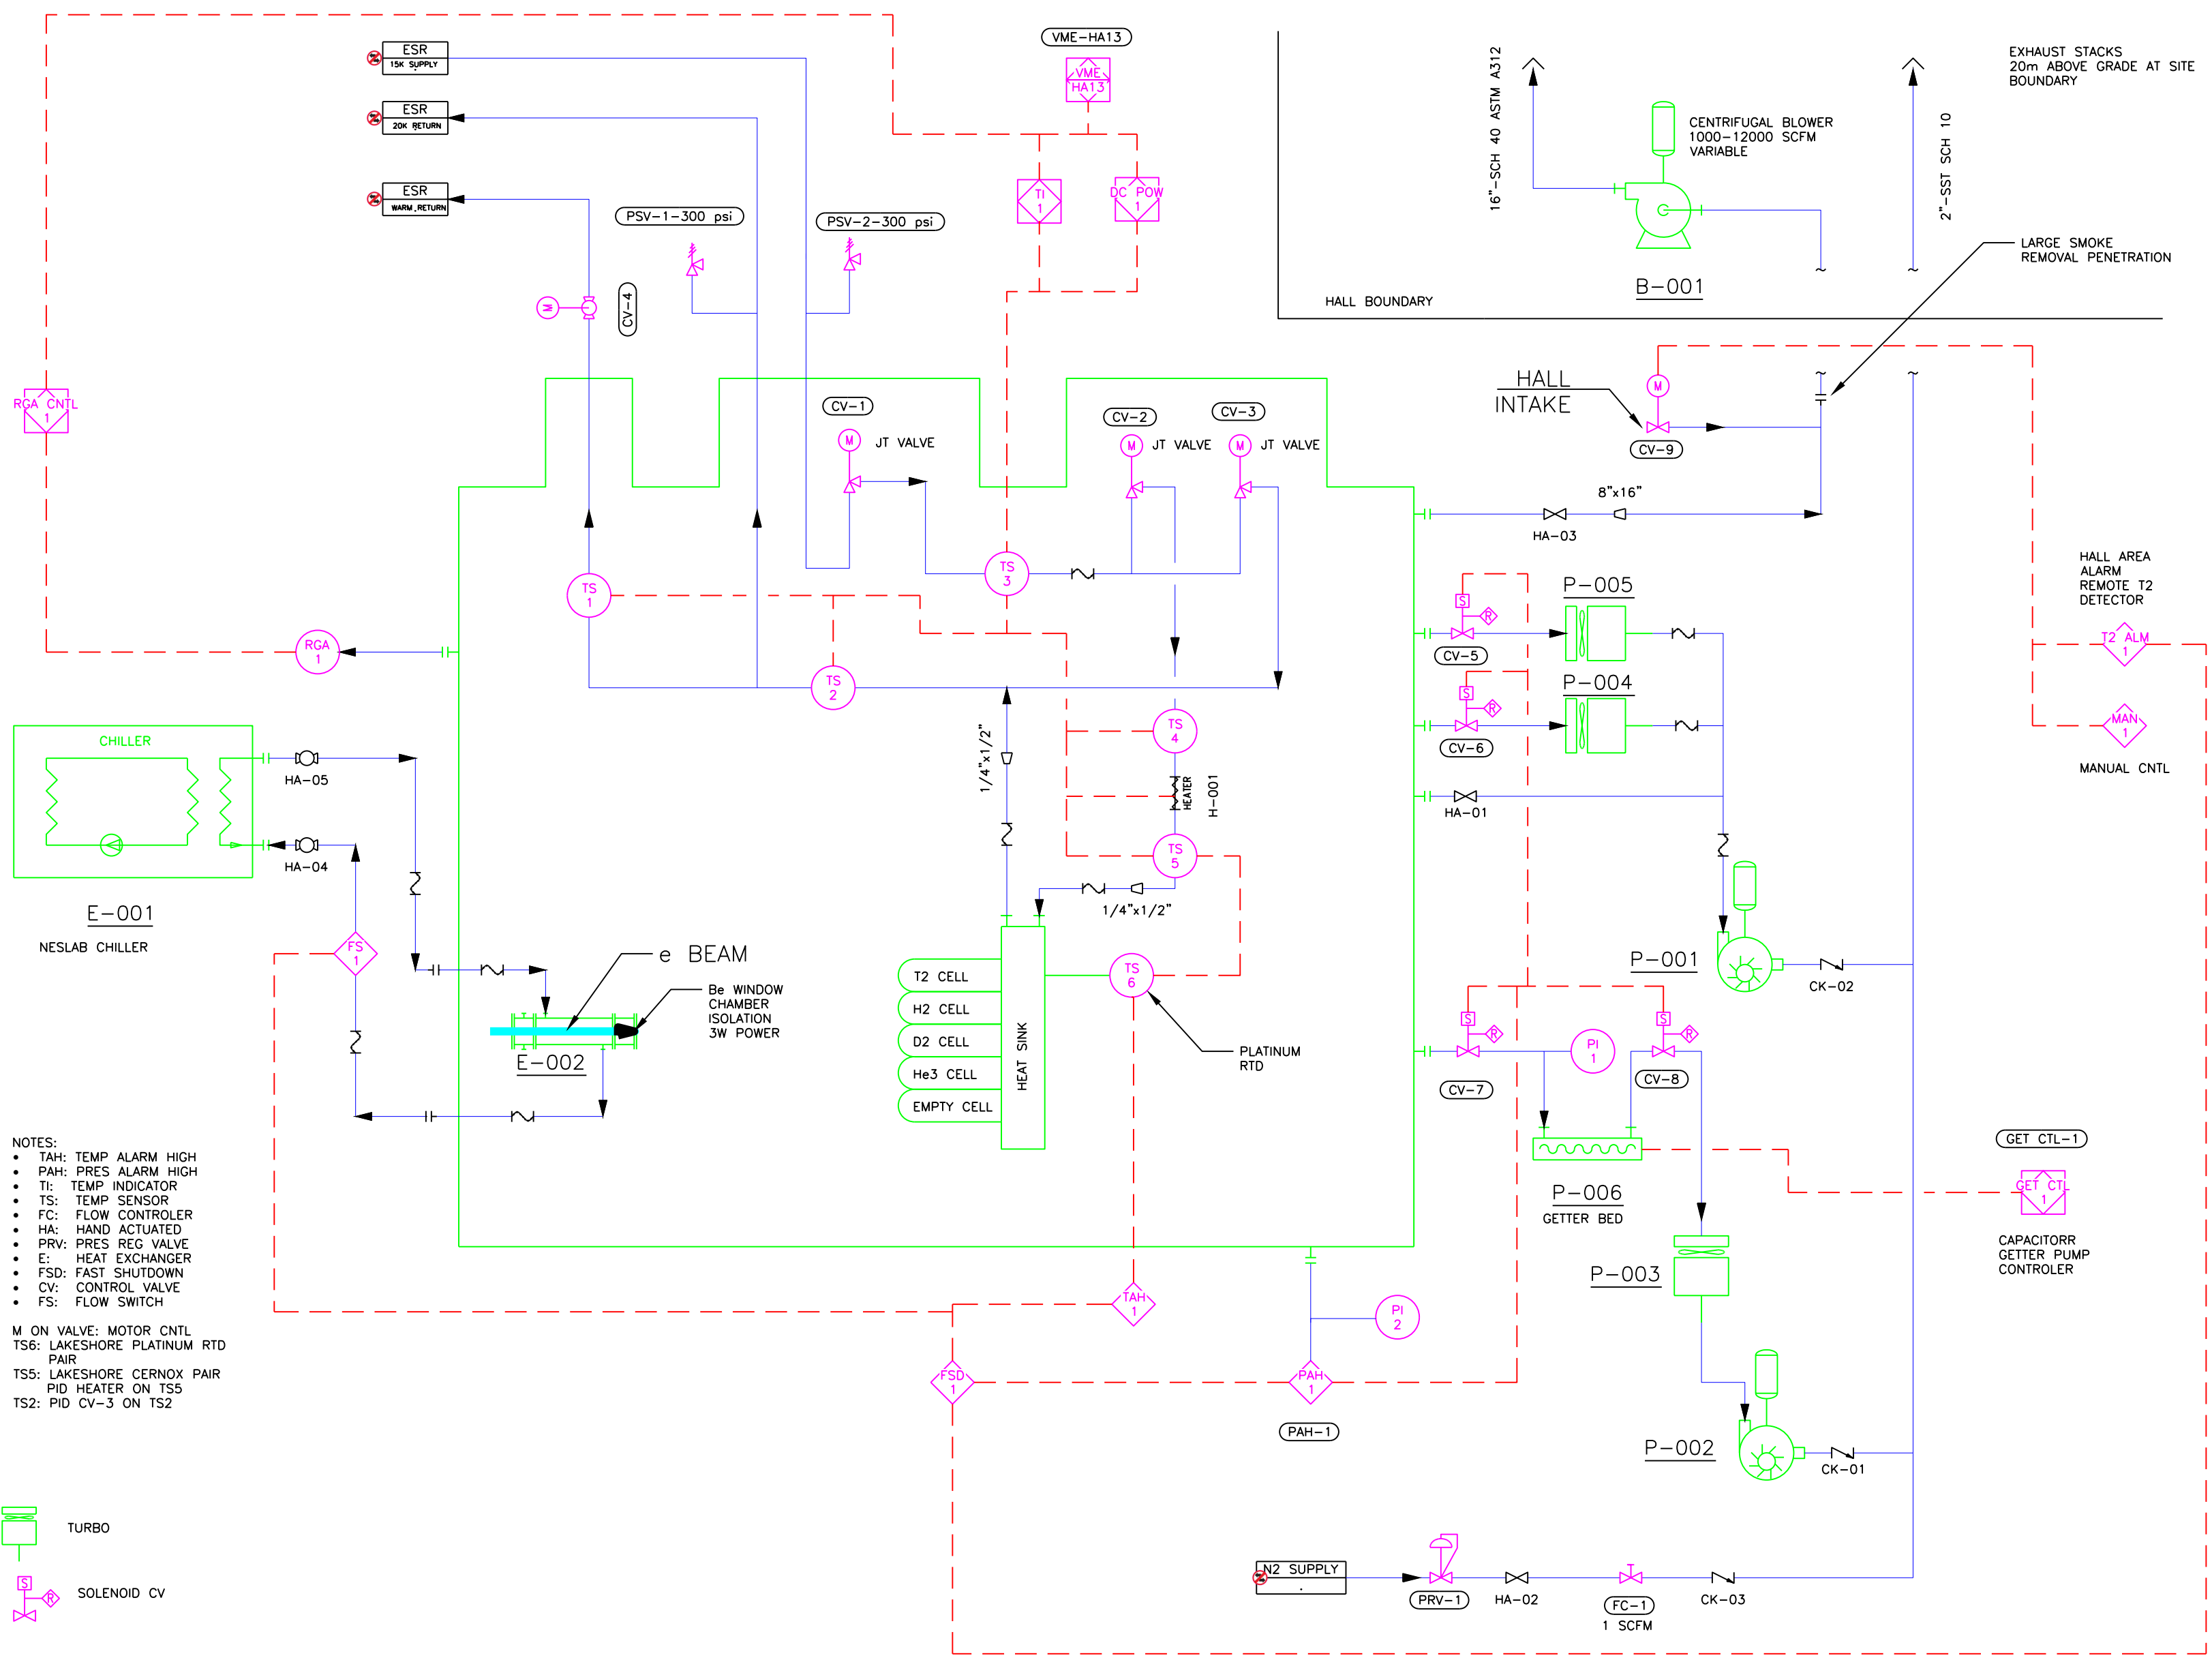 ESR
15K SUPPLY
ESR
20K RETURN
ESR
WARM RETURN
VME-HA13
VME
HA13
TI
1
DC POW
1
PSV-1-300 psi
PSV-2-300 psi
M
CV-4
16"-SCH 40 ASTM A312
CENTRIFUGAL BLOWER
1000-12000 SCFM
VARIABLE
C
B-001
2"-SST SCH 10
EXHAUST STACKS
20m ABOVE GRADE AT SITE
BOUNDARY
LARGE SMOKE
REMOVAL PENETRATION
HALL BOUNDARY
HALL
INTAKE
M
CV-9
RGA CNTL
1
CV-1
M
JT VALVE
CV-2
M
JT VALVE
CV-3
M
JT VALVE
8"x16"
HA-03
TS
1
TS
2
TS
3
TS
4
HEATER
H-001
TS
5
1/4"x1/2"
1/4"x1/2"
RGA
1
S
R
CV-5
P-005
S
R
CV-6
P-004
HA-01
HALL AREA
ALARM
REMOTE T2
DETECTOR
T2 ALM
1
MAN
1
MANUAL CNTL
CHILLER
HA-05
HA-04
E-001
NESLAB CHILLER
FS
1
e BEAM
Be WINDOW
CHAMBER
ISOLATION
3W POWER
E-002
T2 CELL
H2 CELL
D2 CELL
He3 CELL
EMPTY CELL
HEAT SINK
TS
6
PLATINUM
RTD
P-001
CK-02
S
R
CV-7
PI
1
S
R
CV-8
P-006
GETTER BED
GET CTL-1
GET CTL
1
CAPACITORR
GETTER PUMP
CONTROLER
P-003
P-002
CK-01
TAH
1
PI
2
FSD
1
PAH
1
PAH-1
NOTES:
• TAH: TEMP ALARM HIGH
• PAH: PRES ALARM HIGH
• TI: TEMP INDICATOR
• TS: TEMP SENSOR
• FC: FLOW CONTROLER
• HA: HAND ACTUATED
• PRV: PRES REG VALVE
• E: HEAT EXCHANGER
• FSD: FAST SHUTDOWN
• CV: CONTROL VALVE
• FS: FLOW SWITCH
M ON VALVE: MOTOR CNTL
TS6: LAKESHORE PLATINUM RTD
PAIR
TS5: LAKESHORE CERNOX PAIR
PID HEATER ON TS5
TS2: PID CV-3 ON TS2
TURBO
S
R
SOLENOID CV
N2 SUPPLY
PRV-1
HA-02
FC-1
1 SCFM
CK-03